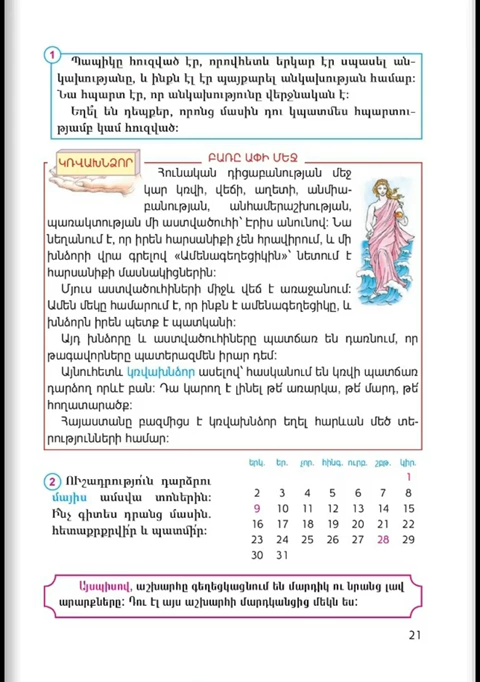 1
Պապիկը հուզված էր, որովհետև երկար էր սպասել ան-
կախությանը, և ինքն էլ էր պայքարել անկախության համար:
Նա հպարտ էր, որ անկախությունը վերջնական է:
Եղե՞լ են դեպքեր, որոնց մասին դու կպատմես հպարտու-
թյամբ կամ հուզված:
ԲԱՌԸ ԱՓԻ ՄԵՋ
ԿՌՎԱԽՆՁՈՐ
Հունական դիցաբանության մեջ
կար կռվի, վեճի, աղետի, անմիա-
բանության, անհամերաշխության,
պառակտության մի աստվածուհի՝ Էրիս անունով: Նա
նեղանում է, որ իրեն հարսանիքի չեն հրավիրում, և մի
խնձորի վրա գրելով «Ամենագեղեցիկին»՝ նետում է
հարսանիքի մասնակիցներին:
Մյուս աստվածուհիների միջև վեճ է առաջանում:
Ամեն մեկը համարում է, որ ինքն է ամենագեղեցիկը, և
խնձորն իրեն պետք է պատկանի:
Այդ խնձորը և աստվածուհիները պատճառ են դառնում, որ
թագավորները պատերազմեն իրար դեմ:
Այնուհետև կռվախնձոր ասելով՝ հասկանում են կռվի պատճառ
դարձող որևէ բան: Դա կարող է լինել թե՛ առարկա, թե՛ մարդ, թե՛
հողատարածք:
Հայաստանը բազմիցս է կռվախնձոր եղել հարևան մեծ տե-
րությունների համար:
2
Ուշադրությո՛ւն դարձրու
մայիս ամսվա տոներին:
Ի՞նչ գիտես դրանց մասին.
հետաքրքրվի՛ր և պատմի՛ր:
երկ. եր. չոր. հինգ. ուրբ. շբթ. կիր.
1
2 3 4 5 6 7 8
9 10 11 12 13 14 15
16 17 18 19 20 21 22
23 24 25 26 27 28 29
30 31
Այսպիսով, աշխարհը գեղեցկացնում են մարդիկ ու նրանց լավ
արարքները: Դու էլ այս աշխարհի մարդկանցից մեկն ես:
21